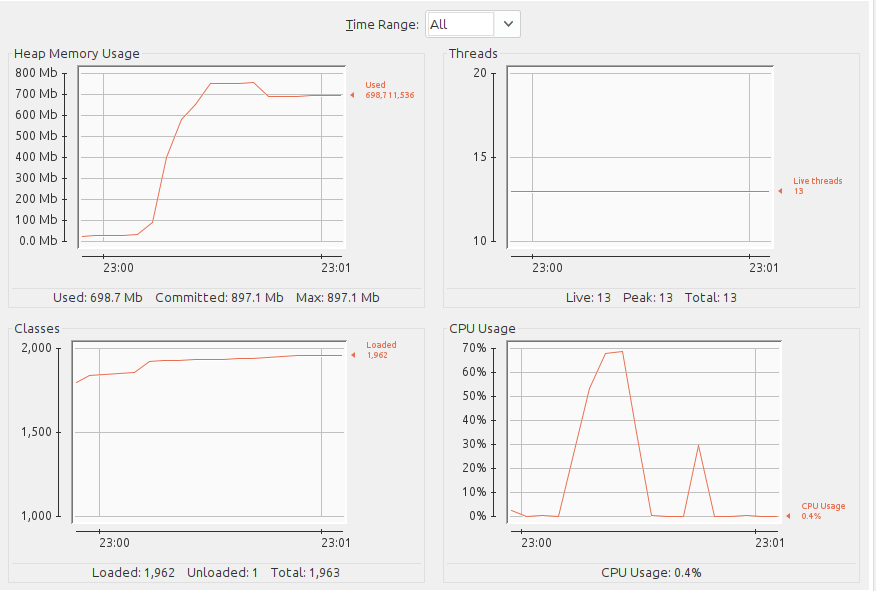 Time Range: All
Heap Memory Usage
800 Mb
700 Mb
600 Mb
500 Mb
400 Mb
300 Mb
200 Mb
100 Mb
0.0 Mb
Used
698,711,536
23:00 23:01
Used: 698.7 Mb Committed: 897.1 Mb Max: 897.1 Mb
Threads
20
15
10
Live threads
13
23:00 23:01
Live: 13 Peak: 13 Total: 13
Classes
2,000
1,500
1,000
Loaded
1,962
23:00 23:01
Loaded: 1,962 Unloaded: 1 Total: 1,963
CPU Usage
70%
60%
50%
40%
30%
20%
10%
0%
CPU Usage
0.4%
23:00 23:01
CPU Usage: 0.4%